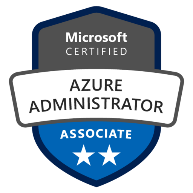 Microsoft
CERTIFIED
AZURE
ADMINISTRATOR
ASSOCIATE